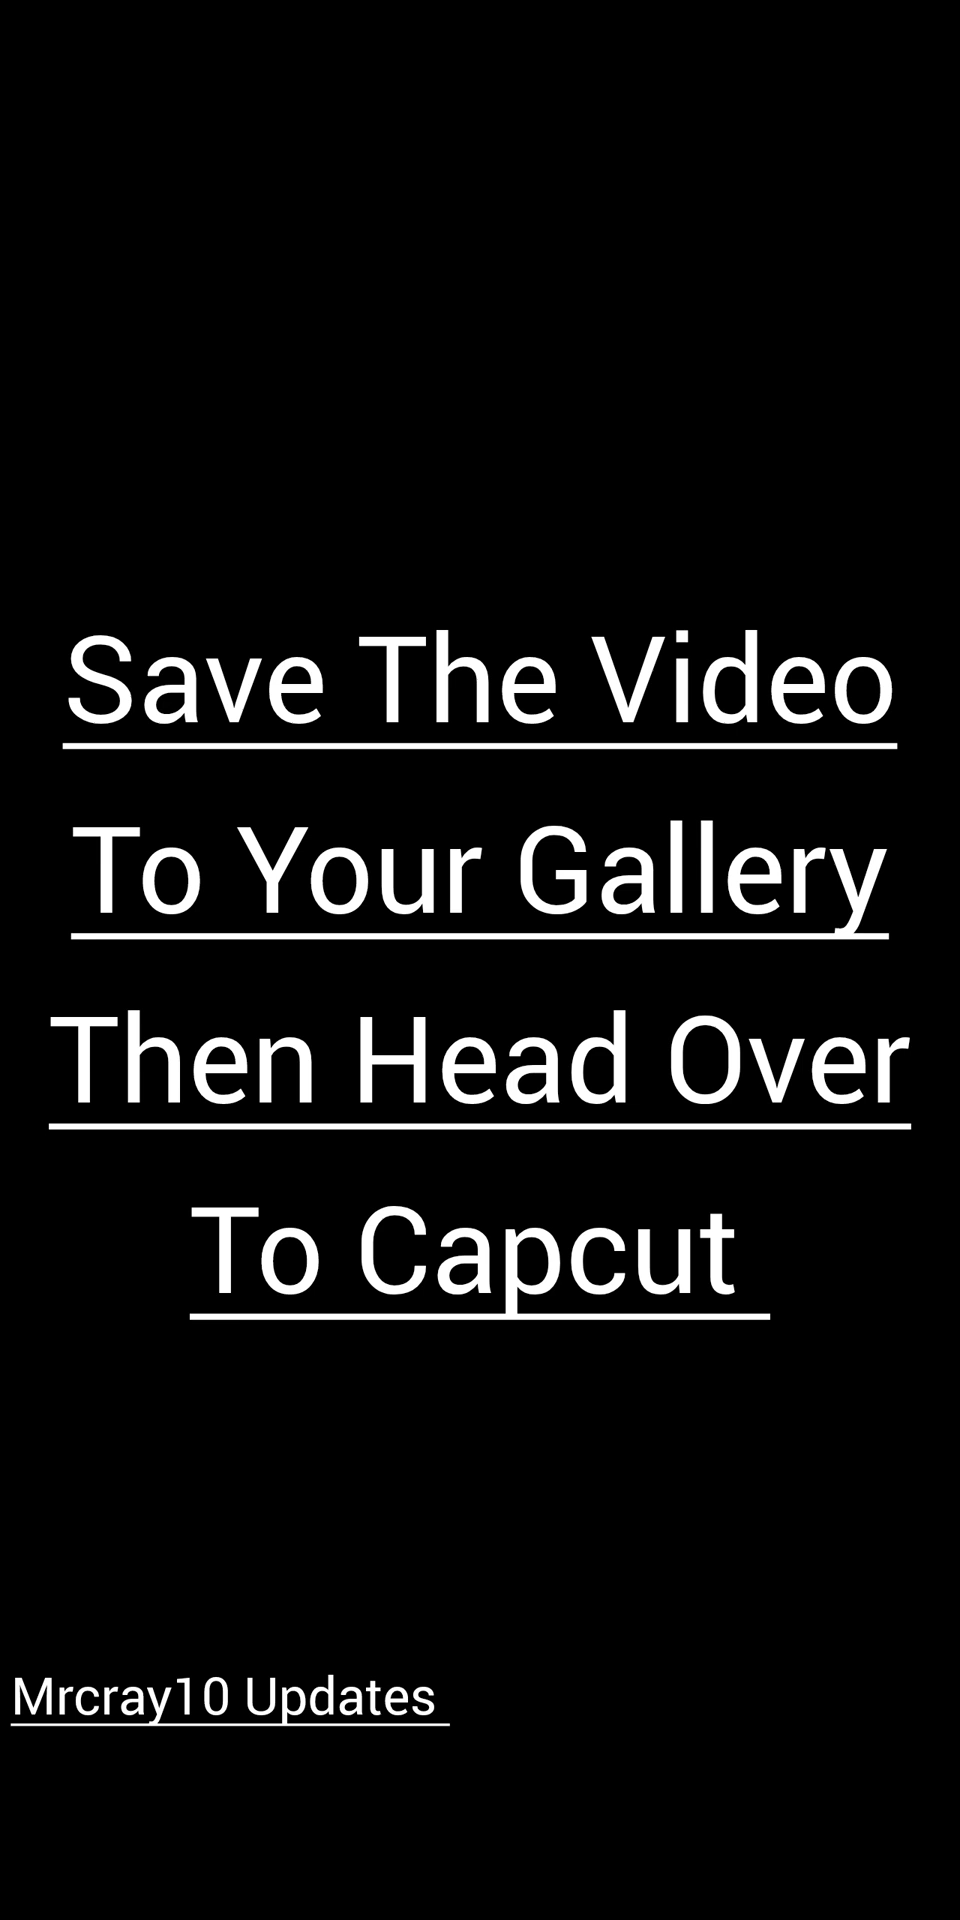 Save The Video
To Your Gallery
Then Head Over
To Capcut
Mrcray10 Updates